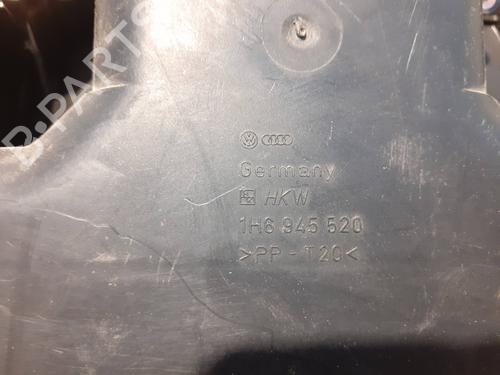 B.PARTS
Germany
HKW
1H6 945 520
>PP - T20<